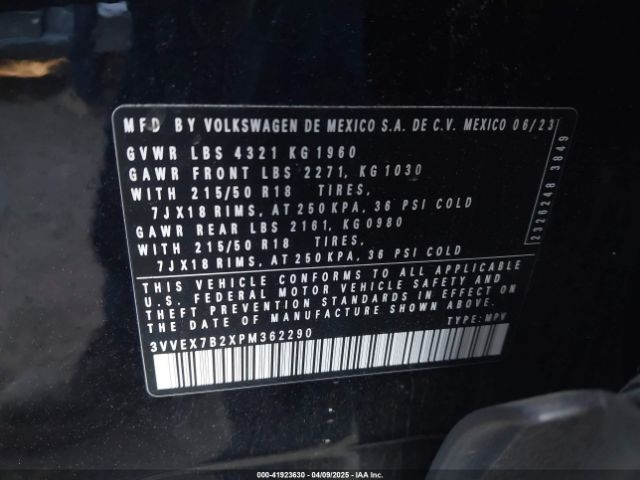 MFD BY VOLKSWAGEN DE MEXICO S.A. DE C.V. MEXICO 06/23
GVWR LBS 4321 KG 1960
GAWR FRONT LBS 2271, KG 1030
WITH 215/50 R18 TIRES,
7JX18 RIMS, AT 250 KPA, 36 PSI COLD
GAWR REAR LBS 2161, KG 0980
WITH 215/50 R18 TIRES,
7JX18 RIMS, AT 250 KPA, 36 PSI COLD
2326248 3849
THIS VEHICLE CONFORMS TO ALL APPLICABLE
U.S. FEDERAL MOTOR VEHICLE SAFETY AND
THEFT PREVENTION STANDARDS IN EFFECT ON
THE DATE OF MANUFACTURE SHOWN ABOVE.
3VVEX7B2XPM362290 TYPE: MPV
000-41923630 | 04/09/2025 | IAA Inc.